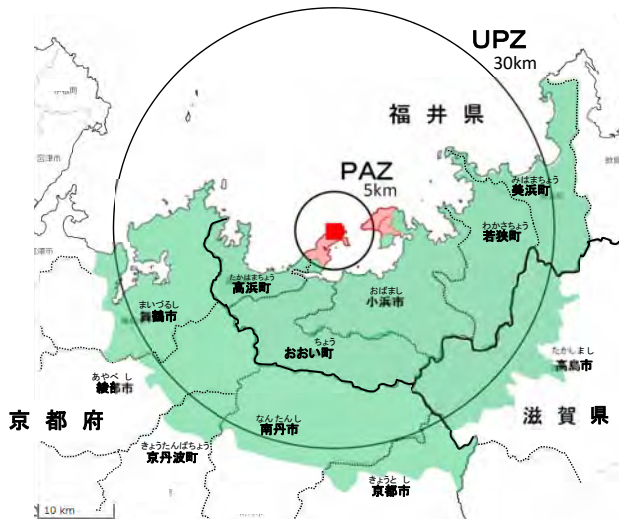 UPZ
30km
福井県
PAZ
5km
みはまちょう
美浜町
わかさちょう
若狭町
宮津市
たかはまちょう
高浜町
おばまし
小浜市
まいづるし
舞鶴市
ちょう
おおい町
たかしまし
高島市
あやべし
綾部市
京都府
なんたんし
南丹市
滋賀県
きょうたんばちょう
京丹波町
きょうとし
京都市
10 km